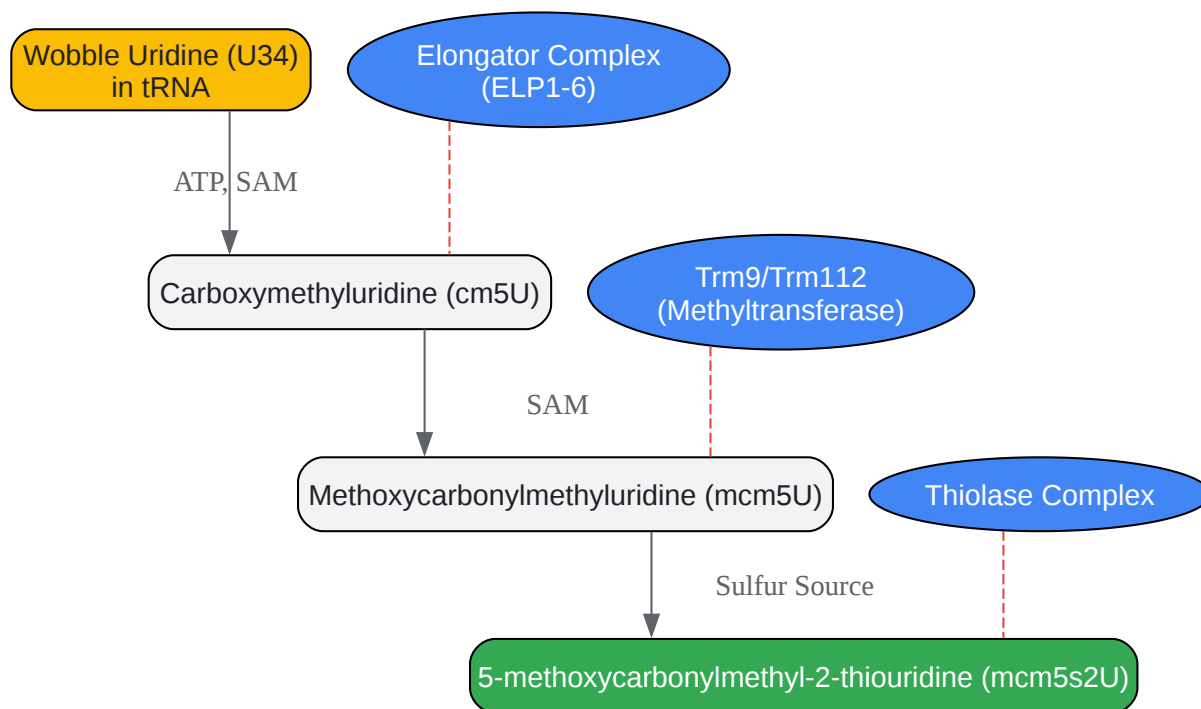 Wobble Uridine (U34)
in tRNA
Elongator Complex
(ELP1-6)
ATP, SAM
Carboxymethyluridine (cm5U)
Trm9/Trm112
(Methyltransferase)
SAM
Methoxycarbonylmethyluridine (mcm5U)
Thiolase Complex
Sulfur Source
5-methoxycarbonylmethyl-2-thiouridine (mcm5s2U)